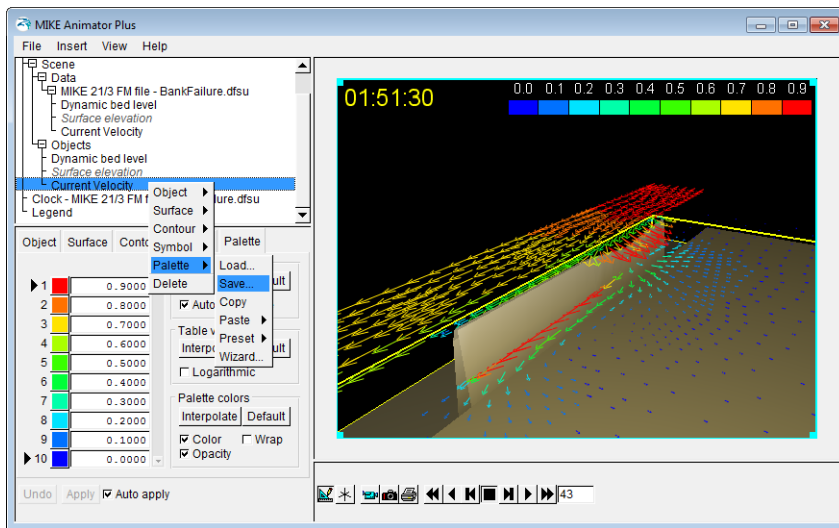 MIKE Animator Plus
File Insert View Help
Scene
Data
MIKE 21/3 FM file - BankFailure.dfsu
Dynamic bed level
Surface elevation
Current Velocity
Objects
Dynamic bed level
Surface elevation
Current Velocity
Clock - MIKE 21/3 FM f lure.dfsu
Legend
Object
Surface
Contour
Symbol
Palette
Delete
Load...
Save...
Copy
Paste
Preset
Wizard...
Object Surface Conto Palette
1 0.9000
2 0.8000
3 0.7000
4 0.6000
5 0.5000
6 0.4000
7 0.3000
8 0.2000
9 0.1000
10 0.0000
ult
Auto
Table v
Interp ult
Logarithmic
Palette colors
Interpolate Default
Color Wrap
Opacity
Undo Apply Auto apply
01:51:30
0.0 0.1 0.2 0.3 0.4 0.5 0.6 0.7 0.8 0.9
43